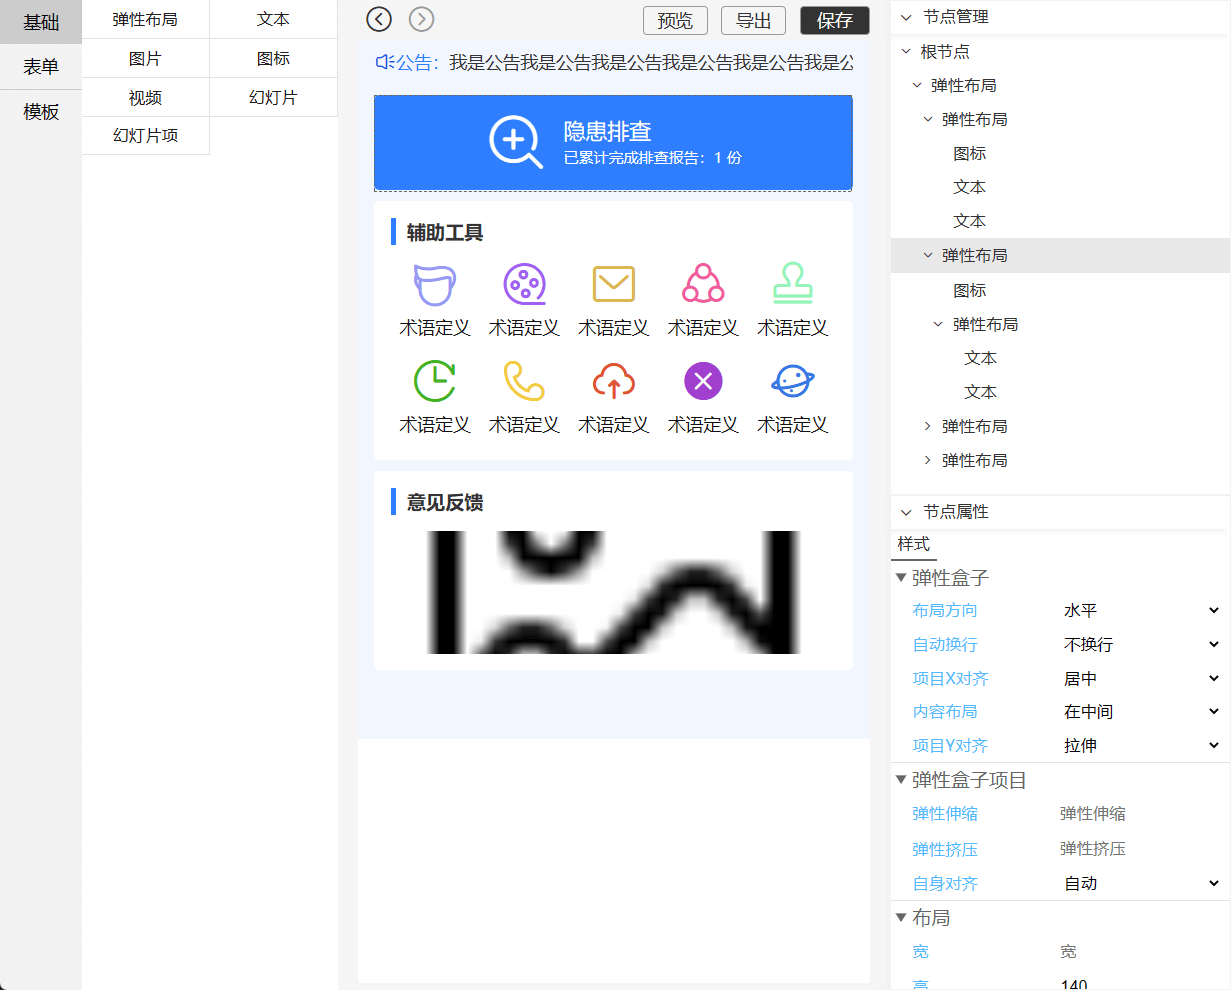 基础
表单
模板
弹性布局
文本
图片
图标
视频
幻灯片
幻灯片项
预览
导出
保存
公告：
我是公告我是公告我是公告我是公告我是公告我是公
隐患排查
已累计完成排查报告：1 份
辅助工具
术语定义
术语定义
术语定义
术语定义
术语定义
术语定义
术语定义
术语定义
术语定义
术语定义
意见反馈
节点管理
根节点
弹性布局
弹性布局
图标
文本
文本
弹性布局
图标
弹性布局
文本
文本
弹性布局
弹性布局
节点属性
样式
弹性盒子
布局方向 水平
自动换行 不换行
项目X对齐 居中
内容布局 在中间
项目Y对齐 拉伸
弹性盒子项目
弹性伸缩 弹性伸缩
弹性挤压 弹性挤压
自身对齐 自动
布局
宽 宽
高 140